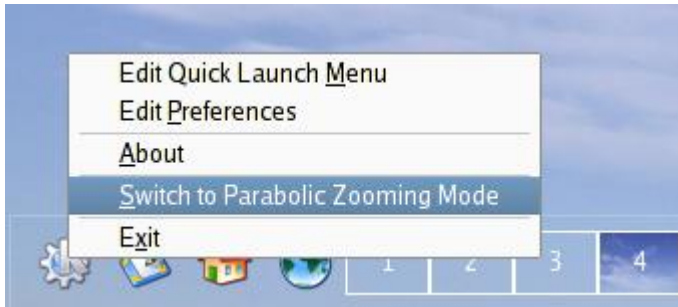 Edit Quick Launch Menu
Edit Preferences
About
Switch to Parabolic Zooming Mode
Exit
1 2 3 4